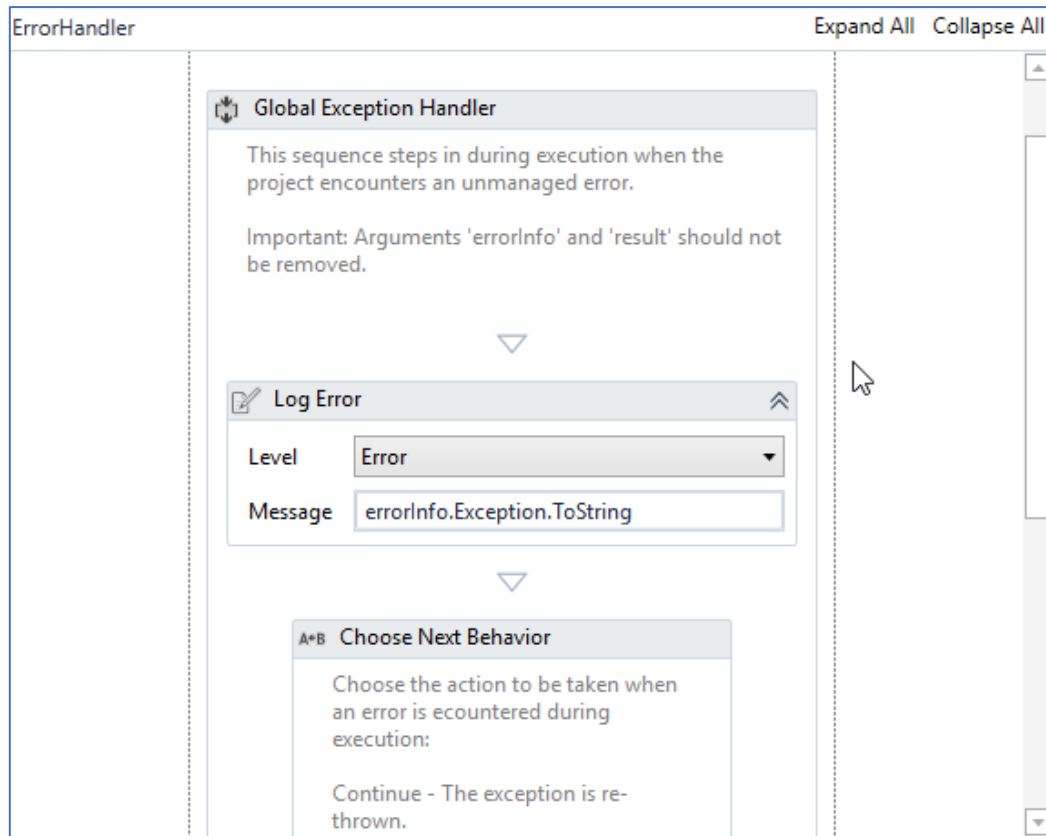 ErrorHandler
Expand All Collapse All
Global Exception Handler
This sequence steps in during execution when the
project encounters an unmanaged error.
Important: Arguments 'errorInfo' and 'result' should not
be removed.
Log Error
Level Error
Message errorInfo.Exception.ToString
A+B Choose Next Behavior
Choose the action to be taken when
an error is ecountered during
execution:
Continue - The exception is re-
thrown.